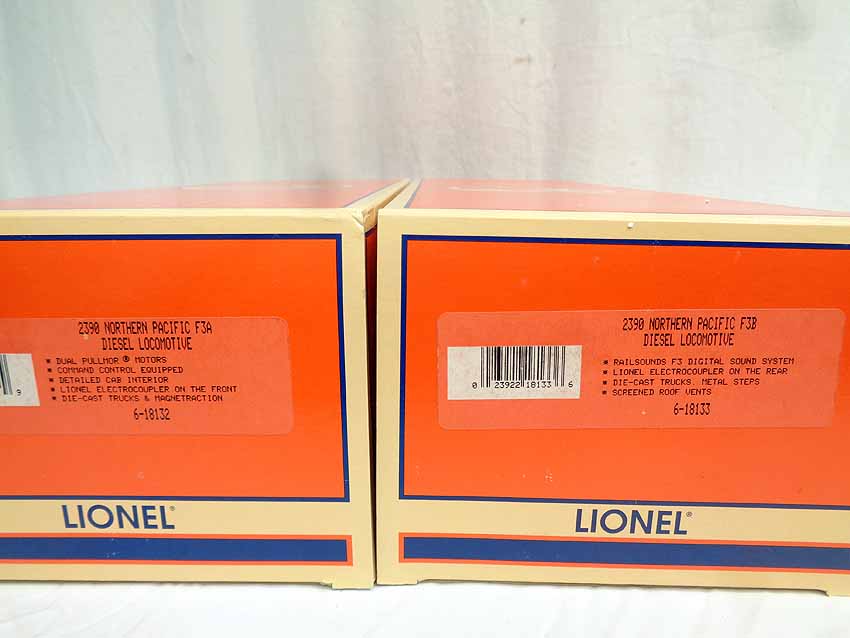 2390 NORTHERN PACIFIC F3A
DIESEL LOCOMOTIVE
* DUAL PULLMOR ® MOTORS
* COMMAND CONTROL EQUIPPED
* DETAILED CAB INTERIOR
* LIONEL ELECTROCOUPLER ON THE FRONT
* DIE-CAST TRUCKS & MAGNETRACTION
9
6-18132
LIONEL®
2390 NORTHERN PACIFIC F3B
DIESEL LOCOMOTIVE
* RAILSOUNDS F3 DIGITAL SOUND SYSTEM
* LIONEL ELECTROCOUPLER ON THE REAR
* DIE-CAST TRUCKS, METAL STEPS
* SCREENED ROOF VENTS
0 23922 18133 6
6-18133
LIONEL®